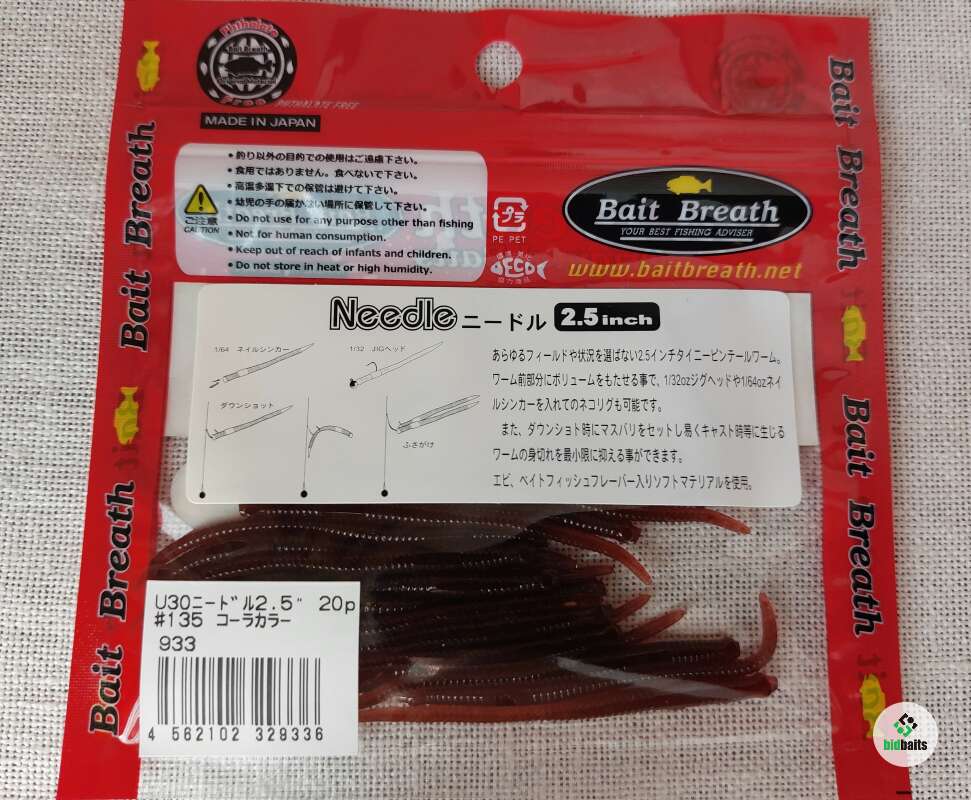 Phthalate
Bait Breath
Free
PHTHALATE FREE
MADE IN JAPAN
・釣り以外の目的での使用はご遠慮下さい。
・食用ではありません。食べないで下さい。
・高温多湿下での保管は避けて下さい。
・幼児の手の届かない場所に保管して下さい。
• Do not use for any purpose other than fishing
• Not for human consumption.
• Keep out of reach of infants and children.
• Do not store in heat or high humidity.
ご注意
CAUTION
プラ
PE PET
ECO
Bait Breath
YOUR BEST FISHING ADVISER
www.baitbreath.net
Bait Breath
Bait Breath
Bait Breath
Bait Breath
Needle ニードル 2.5inch
1/64 ネイルシンカー
1/32 JIGヘッド
ダウンショット
ふさがけ
あらゆるフィールドや状況を選ばない2.5インチタイニーピンテールワーム。
ワーム前部分にボリュームをもたせる事で、1/32ozジグヘッドや1/64ozネイ
ルシンカーを入れてのネコリグも可能です。
また、ダウンショト時にマスバリをセットし易くキャスト時等に生じる
ワームの身切れを最小限に抑える事ができます。
エビ、ベイトフィッシュフレーバー入りソフトマテリアルを使用。
U30ニードル2.5" 20p
#135 コーラカラー
933
4 562102 329336
bidbaits